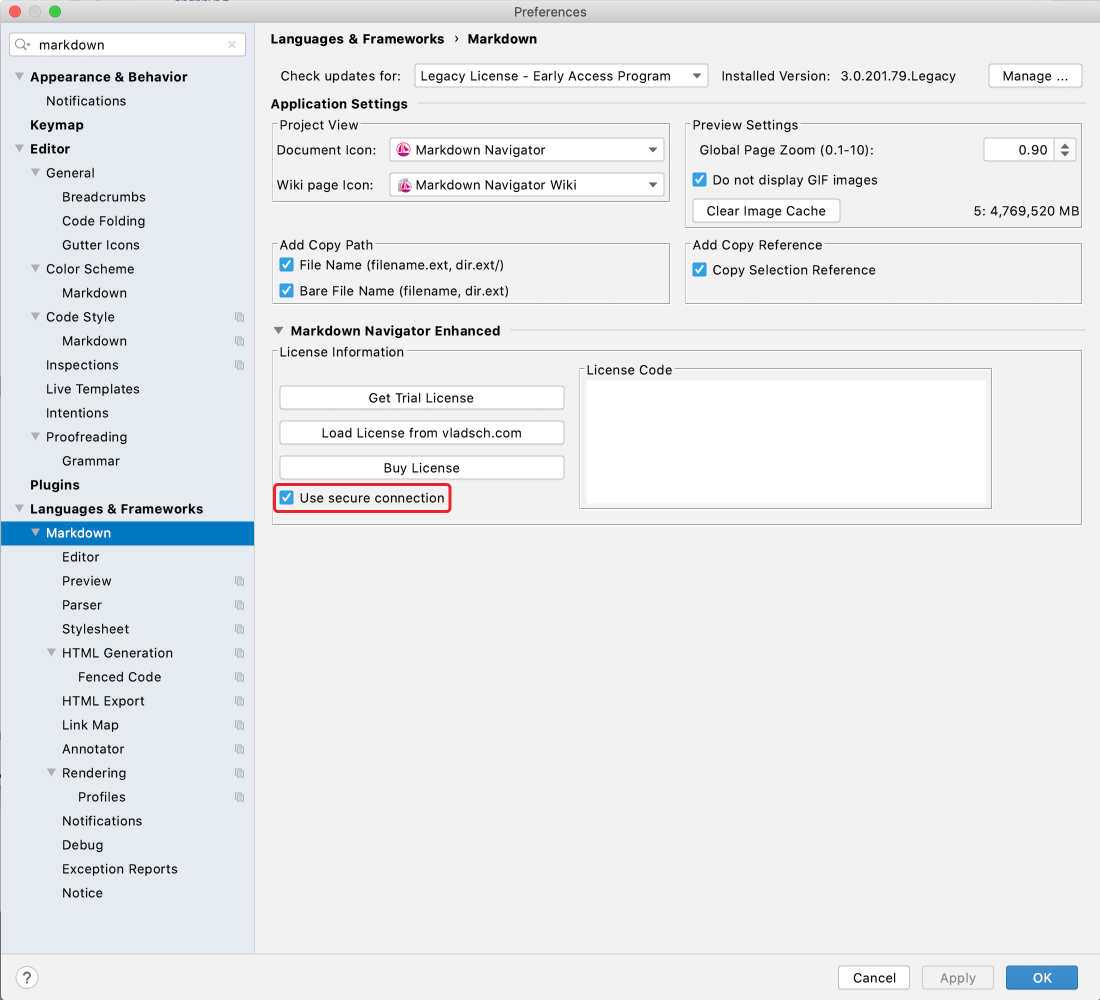 Preferences
markdown
Appearance & Behavior
Notifications
Keymap
Editor
General
Breadcrumbs
Code Folding
Gutter Icons
Color Scheme
Markdown
Code Style
Markdown
Inspections
Live Templates
Intentions
Proofreading
Grammar
Plugins
Languages & Frameworks
Markdown
Editor
Preview
Parser
Stylesheet
HTML Generation
Fenced Code
HTML Export
Link Map
Annotator
Rendering
Profiles
Notifications
Debug
Exception Reports
Notice
Languages & Frameworks › Markdown
Check updates for: Legacy License - Early Access Program Installed Version: 3.0.201.79.Legacy Manage ...
Application Settings
Project View
Document Icon: Markdown Navigator
Wiki page Icon: Markdown Navigator Wiki
Preview Settings
Global Page Zoom (0.1-10): 0.90
Do not display GIF images
Clear Image Cache 5: 4,769,520 MB
Add Copy Path
File Name (filename.ext, dir.ext/)
Bare File Name (filename, dir.ext)
Add Copy Reference
Copy Selection Reference
Markdown Navigator Enhanced
License Information
Get Trial License
Load License from vladsch.com
Buy License
Use secure connection
License Code
?
Cancel Apply OK